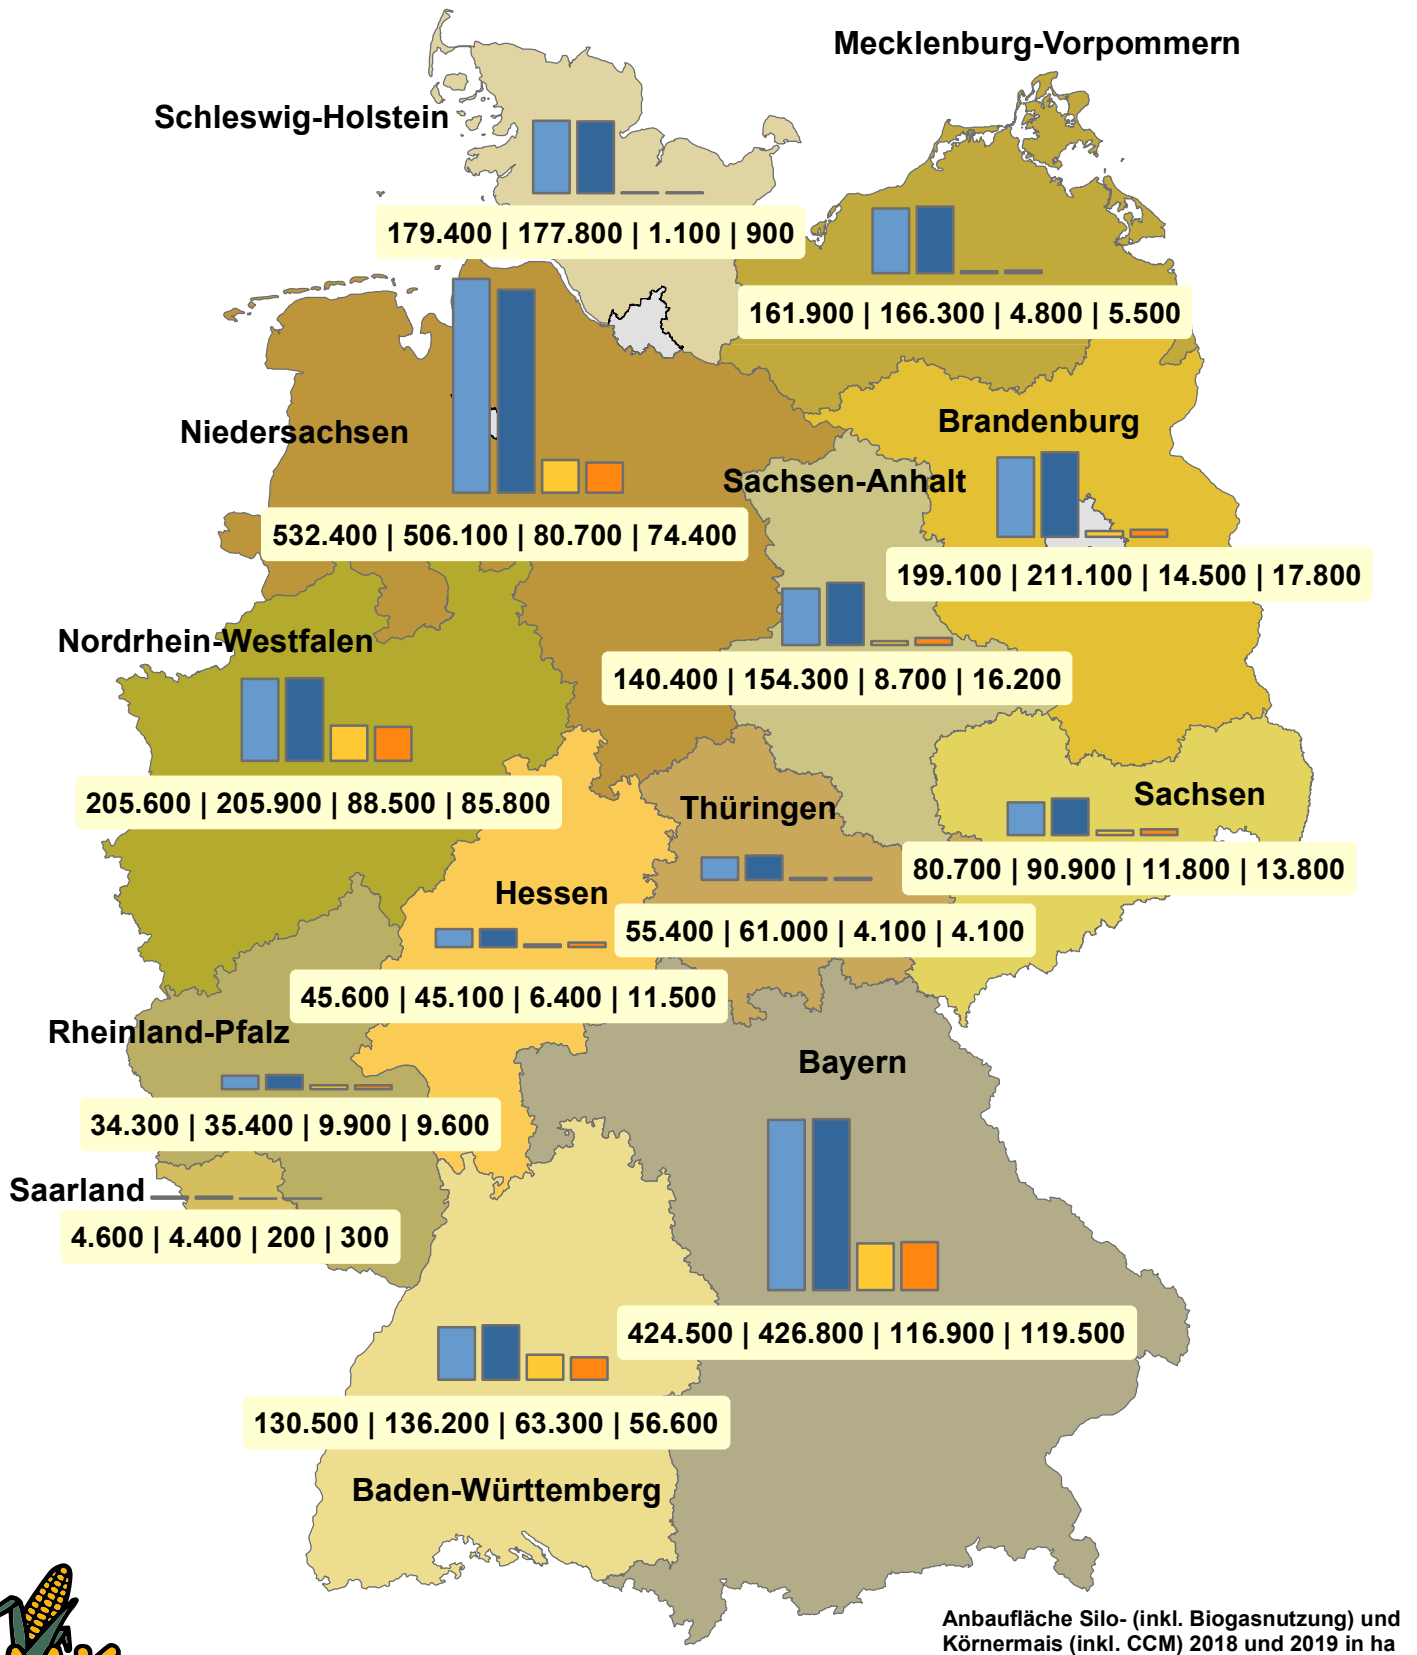 Mecklenburg-Vorpommern
Schleswig-Holstein
179.400 | 177.800 | 1.100 | 900
161.900 | 166.300 | 4.800 | 5.500
Brandenburg
Niedersachsen
Sachsen-Anhalt
532.400 | 506.100 | 80.700 | 74.400
199.100 | 211.100 | 14.500 | 17.800
Nordrhein-Westfalen
140.400 | 154.300 | 8.700 | 16.200
205.600 | 205.900 | 88.500 | 85.800
Thüringen
Sachsen
80.700 | 90.900 | 11.800 | 13.800
Hessen
55.400 | 61.000 | 4.100 | 4.100
45.600 | 45.100 | 6.400 | 11.500
Rheinland-Pfalz
Bayern
34.300 | 35.400 | 9.900 | 9.600
Saarland
4.600 | 4.400 | 200 | 300
424.500 | 426.800 | 116.900 | 119.500
130.500 | 136.200 | 63.300 | 56.600
Baden-Württemberg
Anbaufläche Silo- (inkl. Biogasnutzung) und
Körnermais (inkl. CCM) 2018 und 2019 in ha